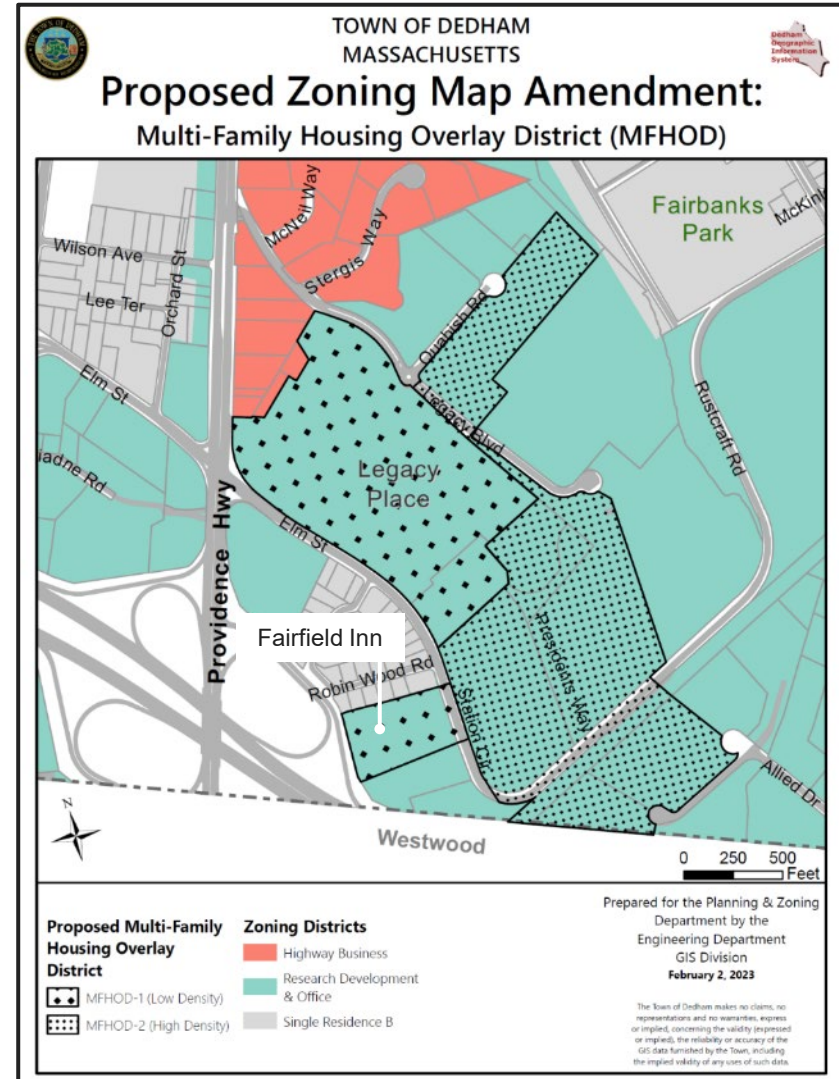 TOWN OF DEDHAM
MASSACHUSETTS
Dedham
Geographic
Information
System
Proposed Zoning Map Amendment:
Multi-Family Housing Overlay District (MFHOD)
McNeil Way
Stergis Way
Fairbanks
Park
Wilson Ave
Orchard St
Lee Ter
Quabish Rd
Elm St
Legacy Blvd
Rustcraft Rd
Legacy
Place
iadne Rd
Providence Hwy
Elm St
Fairfield Inn
Presidents Way
Robin Wood Rd
Station Cir
Allied Dr
N
Westwood
0 250 500
Feet
Proposed Multi-Family
Housing Overlay
District
MFHOD-1 (Low Density)
MFHOD-2 (High Density)
Zoning Districts
Highway Business
Research Development
& Office
Single Residence B
Prepared for the Planning & Zoning
Department by the
Engineering Department
GIS Division
February 2, 2023
The Town of Dedham makes no claims, no
representations and no warranties, express
or implied, concerning the validity (expressed
or implied), the reliability or accuracy of the
GIS data furnished by the Town, including
the implied validity of any uses of such data.